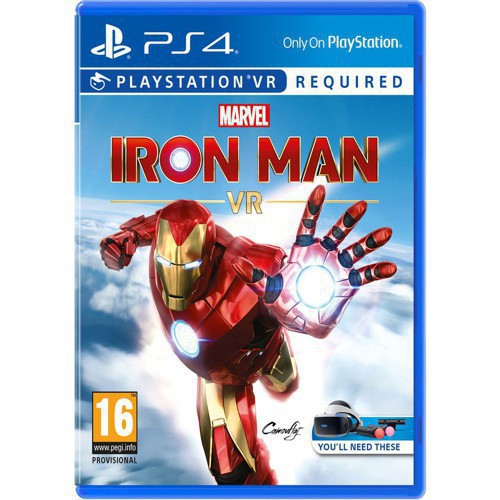 PS4
Only On PlayStation®
PLAYSTATION®VR REQUIRED
MARVEL
IRON MAN
VR
16
www.pegi.info
PROVISIONAL
Camouflaj
YOU'LL NEED THESE